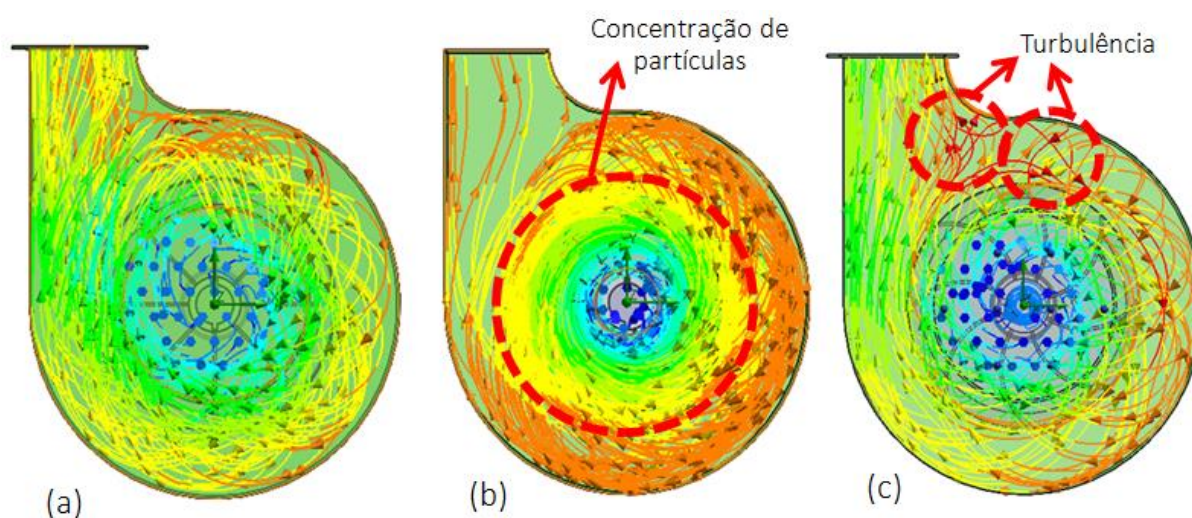 Concentração de
partículas
Turbulência
(a)
(b)
(c)